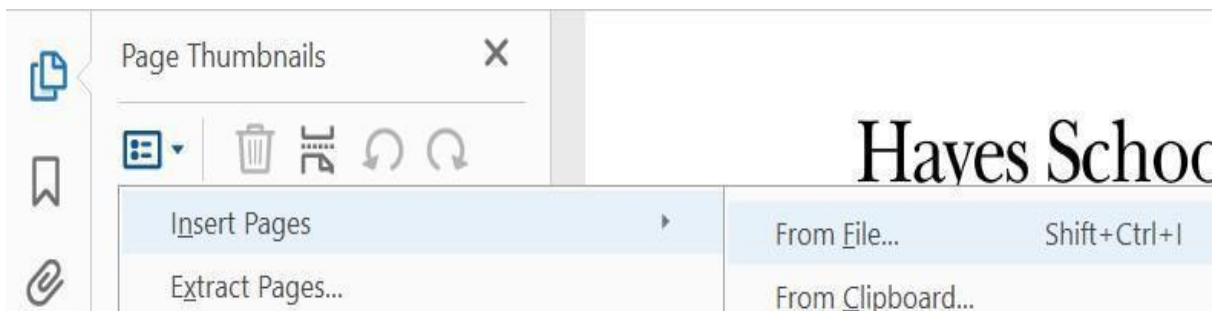 Page Thumbnails
Hayes Schoo
Insert Pages
From File... Shift+Ctrl+I
Extract Pages...
From Clipboard...